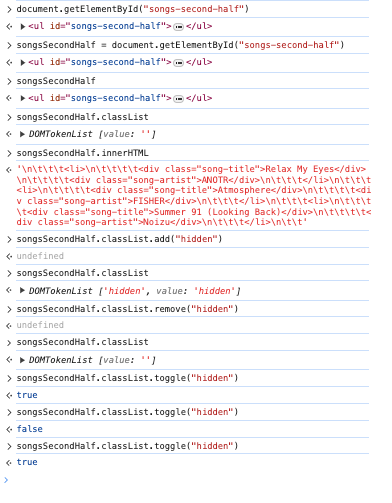 document.getElementById("songs-second-half")
<ul id="songs-second-half">…</ul>
songsSecondHalf = document.getElementById("songs-second-half")
<ul id="songs-second-half">…</ul>
songsSecondHalf
<ul id="songs-second-half">…</ul>
songsSecondHalf.classList
DOMTokenList [value: '']
songsSecondHalf.innerHTML
'\n\t\t\t<li>\n\t\t\t\t<div class="song-title">Relax My Eyes</div>
\n\t\t\t\t<div class="song-artist">ANOTR</div>\n\t\t\t</li>\n\t\t\t
<li>\n\t\t\t\t<div class="song-title">Atmosphere</div>\n\t\t\t\t<di
v class="song-artist">FISHER</div>\n\t\t\t</li>\n\t\t\t<li>\n\t\t\t
\t<div class="song-title">Summer 91 (Looking Back)</div>\n\t\t\t\t<
div class="song-artist">Noizu</div>\n\t\t\t</li>\n\t\t'
songsSecondHalf.classList.add("hidden")
undefined
songsSecondHalf.classList
DOMTokenList ['hidden', value: 'hidden']
songsSecondHalf.classList.remove("hidden")
undefined
songsSecondHalf.classList
DOMTokenList [value: '']
songsSecondHalf.classList.toggle("hidden")
true
songsSecondHalf.classList.toggle("hidden")
false
songsSecondHalf.classList.toggle("hidden")
true